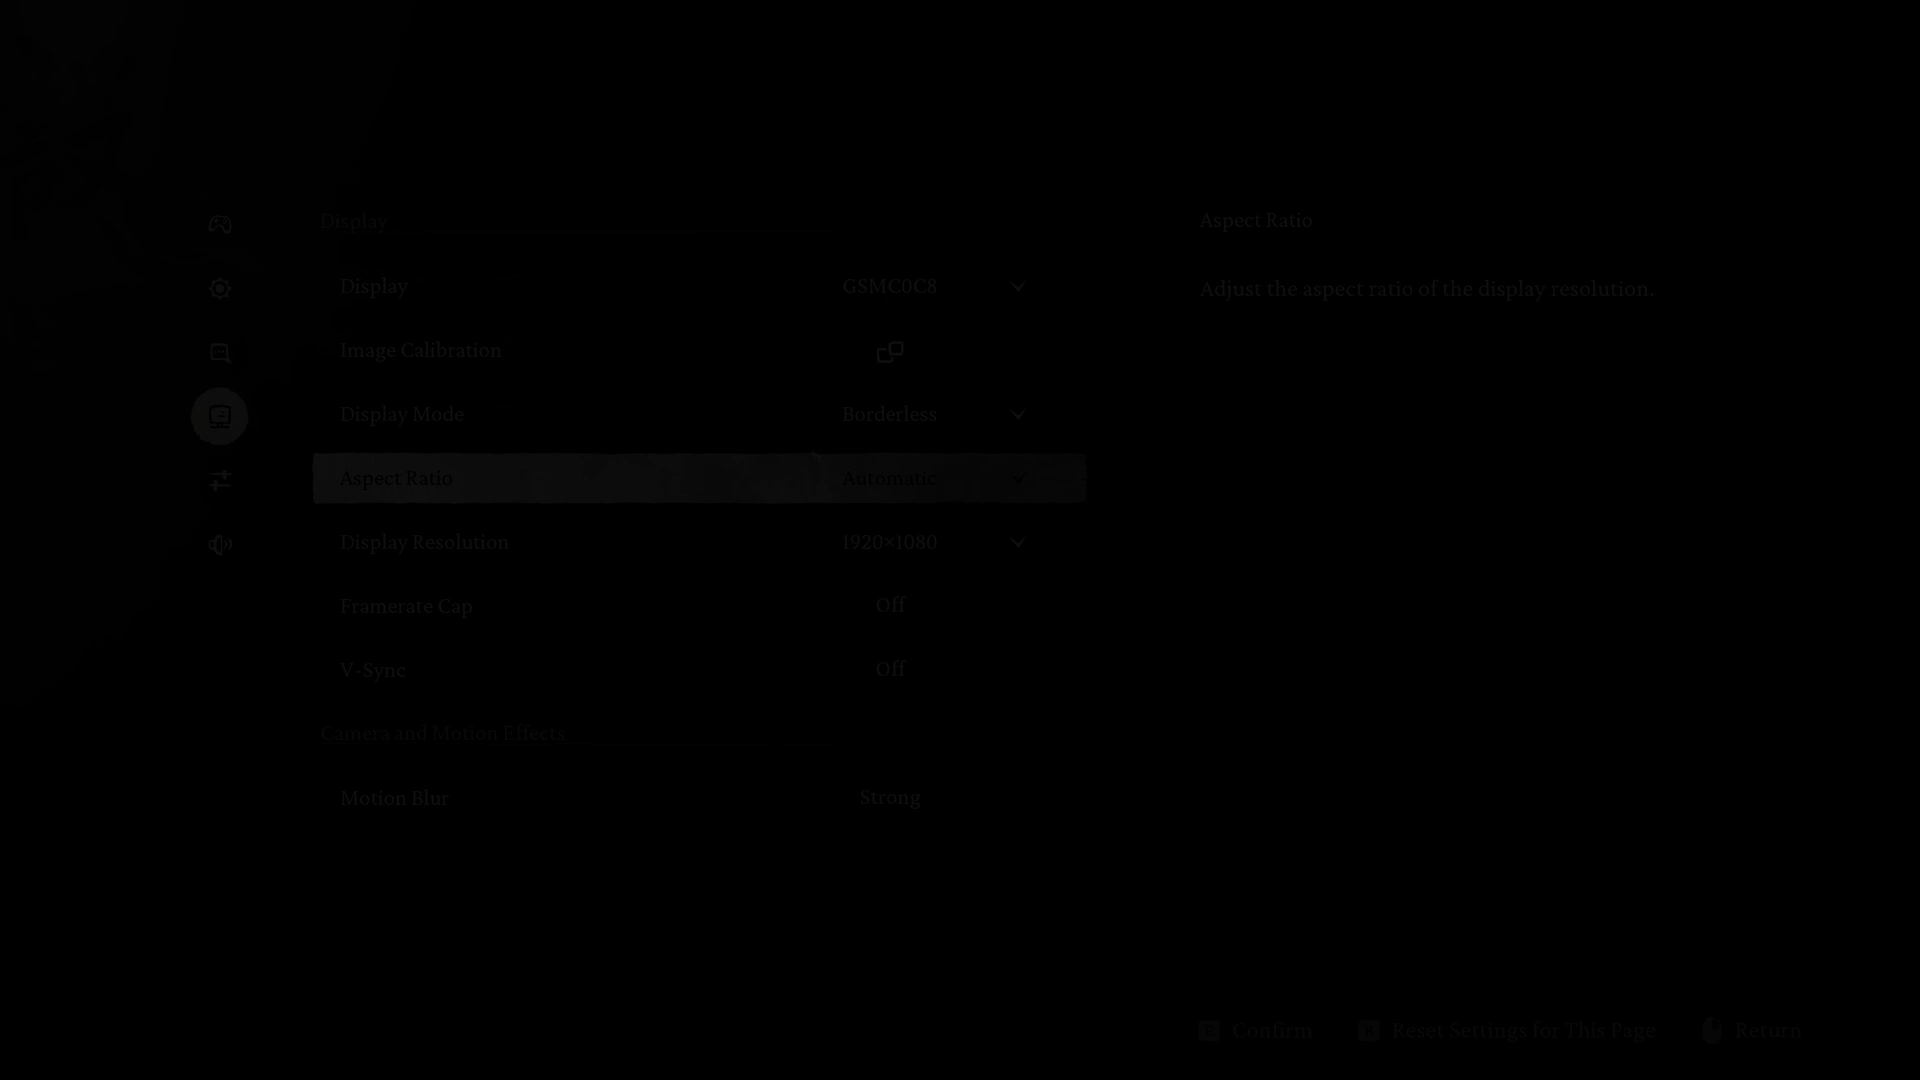 Display
Display GSMC0C8
Image Calibration
Display Mode Borderless
Aspect Ratio Automatic
Display Resolution 1920×1080
Framerate Cap Off
V-Sync Off
Camera and Motion Effects
Motion Blur Strong
Aspect Ratio
Adjust the aspect ratio of the display resolution.
Confirm Reset Settings for This Page Return